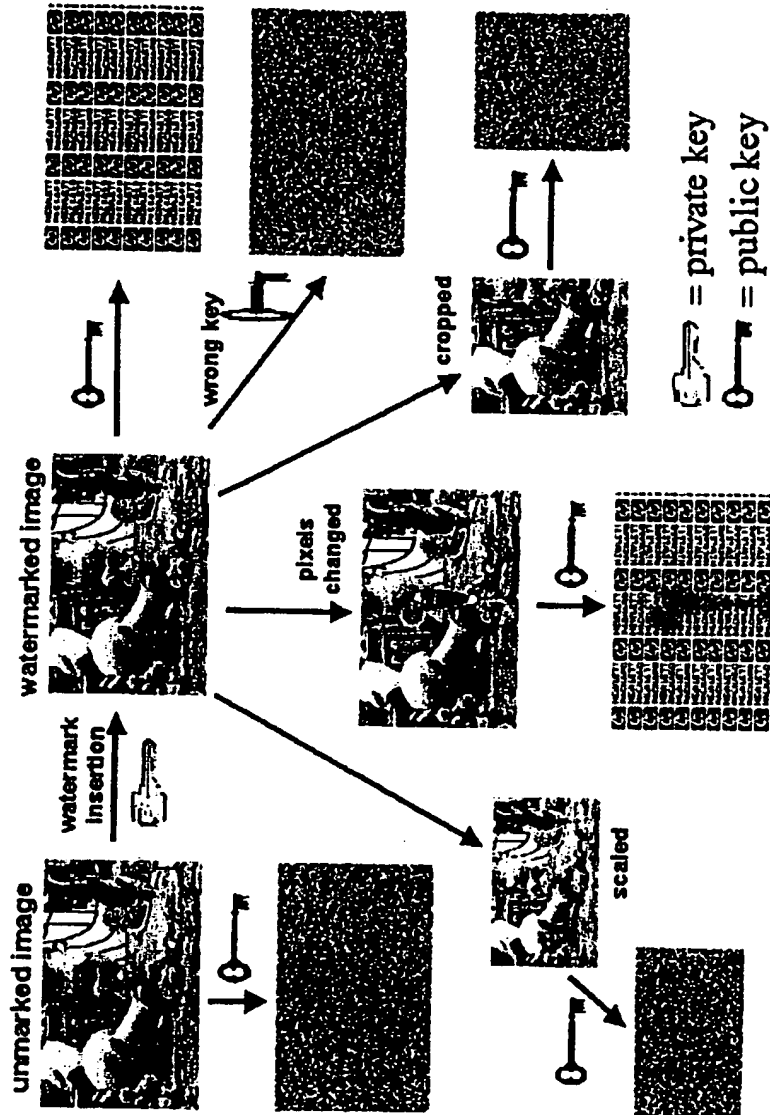 unmarked image
watermark
insertion
watermarked image
wrong key
pixels
changed
cropped
scaled
= private key
= public key